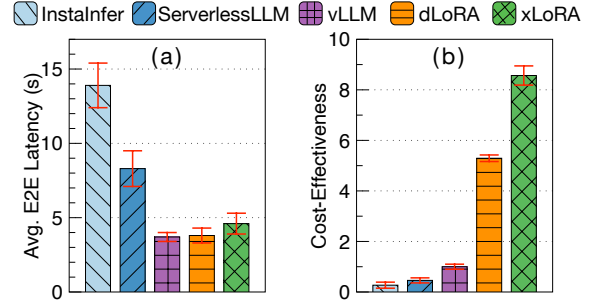 InstaInfer ServerlessLLM vLLM dLoRA xLoRA
(a)
Avg. E2E Latency (s)
15
10
5
0
(b)
Cost-Effectiveness
10
8
6
4
2
0